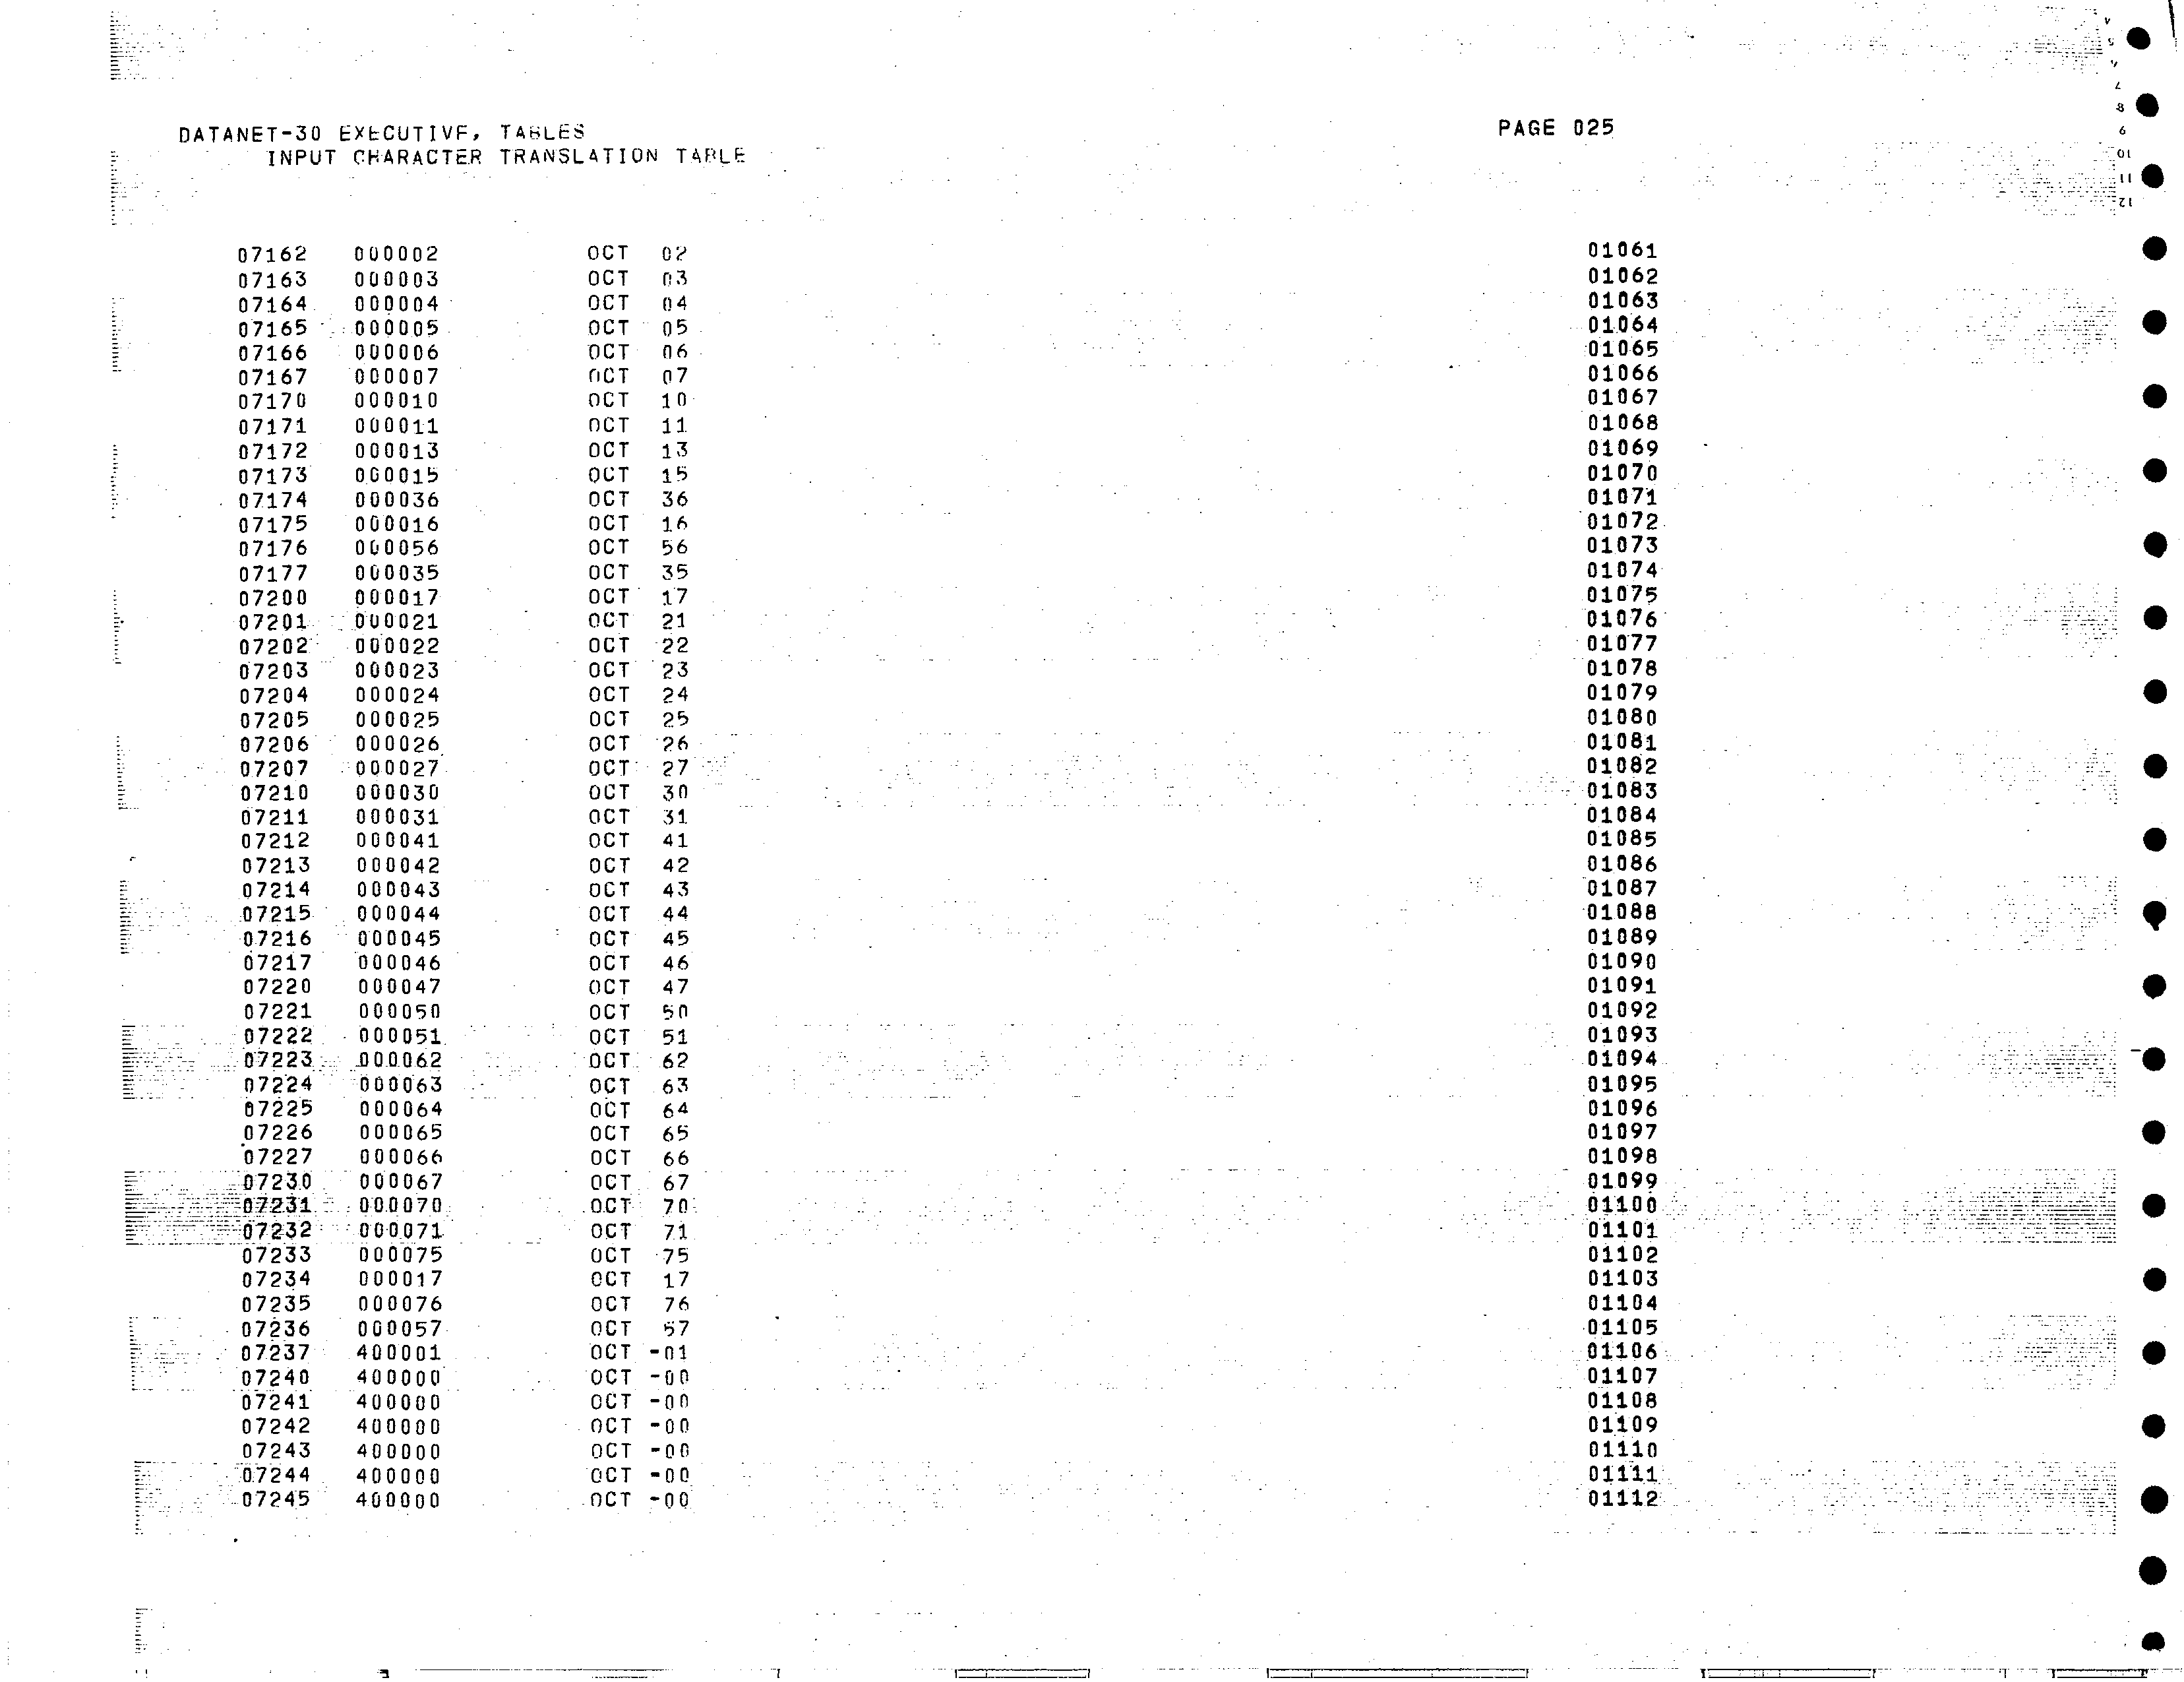 DATANET-30 EXECUTIVE, TABLES PAGE 025
INPUT CHARACTER TRANSLATION TABLE
07162 000002 OCT 02 01061
07163 000003 OCT 03 01062
07164 000004 OCT 04 01063
07165 000005 OCT 05 01064
07166 000006 OCT 06 01065
07167 000007 OCT 07 01066
07170 000010 OCT 10 01067
07171 000011 OCT 11 01068
07172 000013 OCT 13 01069
07173 000015 OCT 15 01070
07174 000036 OCT 36 01071
07175 000016 OCT 16 01072
07176 000056 OCT 56 01073
07177 000035 OCT 35 01074
07200 000017 OCT 17 01075
07201 000021 OCT 21 01076
07202 000022 OCT 22 01077
07203 000023 OCT 23 01078
07204 000024 OCT 24 01079
07205 000025 OCT 25 01080
07206 000026 OCT 26 01081
07207 000027 OCT 27 01082
07210 000030 OCT 30 01083
07211 000031 OCT 31 01084
07212 000041 OCT 41 01085
07213 000042 OCT 42 01086
07214 000043 OCT 43 01087
07215 000044 OCT 44 01088
07216 000045 OCT 45 01089
07217 000046 OCT 46 01090
07220 000047 OCT 47 01091
07221 000050 OCT 50 01092
07222 000051 OCT 51 01093
07223 000062 OCT 62 01094
07224 000063 OCT 63 01095
07225 000064 OCT 64 01096
07226 000065 OCT 65 01097
07227 000066 OCT 66 01098
07230 000067 OCT 67 01099
07231 000070 OCT 70 01100
07232 000071 OCT 71 01101
07233 000075 OCT 75 01102
07234 000017 OCT 17 01103
07235 000076 OCT 76 01104
07236 000057 OCT 57 01105
07237 400001 OCT -01 01106
07240 400000 OCT -00 01107
07241 400000 OCT -00 01108
07242 400000 OCT -00 01109
07243 400000 OCT -00 01110
07244 400000 OCT -00 01111
07245 400000 OCT -00 01112